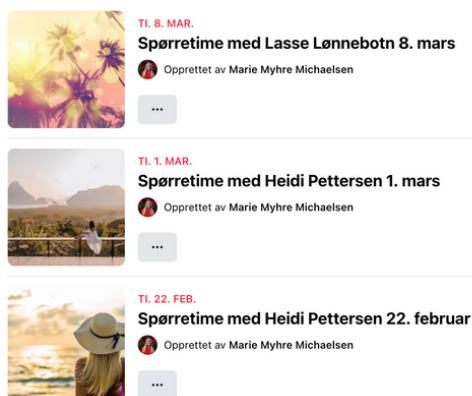 TI. 8. MAR.
Spørretime med Lasse Lønnebotn 8. mars
Opprettet av Marie Myhre Michaelsen
...
TI. 1. MAR.
Spørretime med Heidi Pettersen 1. mars
Opprettet av Marie Myhre Michaelsen
...
TI. 22. FEB.
Spørretime med Heidi Pettersen 22. februar
Opprettet av Marie Myhre Michaelsen
...